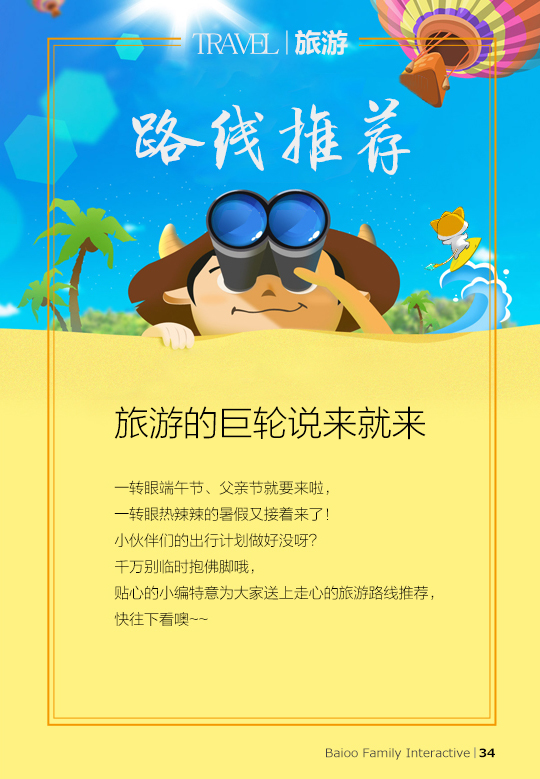 TRAVEL|旅游
路线推荐
旅游的巨轮说来就来
一转眼端午节、父亲节就要来啦，
一转眼热辣辣的暑假又接着来了！
小伙伴们的出行计划做好没呀？
千万别临时抱佛脚哦，
贴心的小编特意为大家送上走心的旅游路线推荐，
快往下看噢~~
Baioo Family Interactive|34